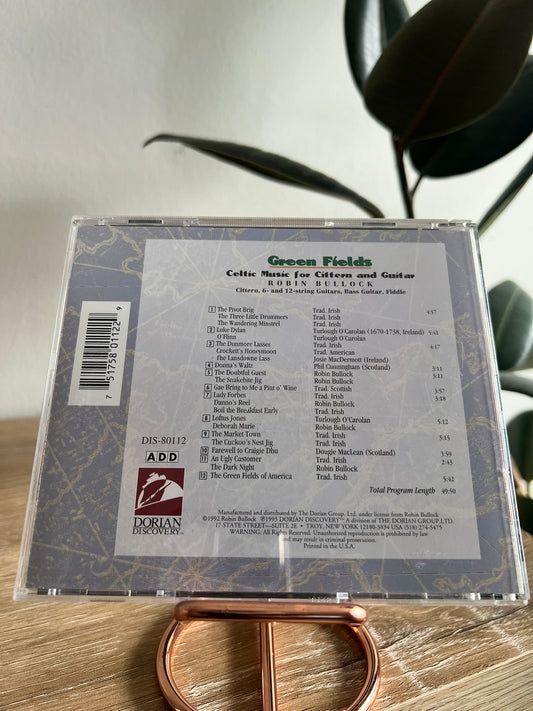 Green Fields
Celtic Music for Cittern and Guitar
ROBIN BULLOCK
Cittern, 6- and 12-string Guitars, Bass Guitar, Fiddle
1 The Pivot Brig Trad. Irish 4:57
The Three Little Drummers Trad. Irish
The Wandering Minstrel Trad. Irish
2 Luke Dylan Turlough O'Carolan (1670-1738, Ireland) 5:41
O'Flinn Turlough O'Carolan
3 The Dunmore Lasses Trad. Irish 4:17
Crockett's Honeymoon Trad. American
The Lansdowne Lass Josie MacDermott (Ireland)
4 Donna's Waltz Phil Cunningham (Scotland) 3:11
5 The Doubtful Guest Robin Bullock 3:11
The Snakebite Jig Robin Bullock
6 Gae Bring to Me a Pint o' Wine Trad. Scottish 3:57
7 Lady Forbes Trad. Irish 3:18
Danno's Reel Robin Bullock
Boil the Breakfast Early Trad. Irish
8 Loftus Jones Turlough O'Carolan 5:12
Deborah Marie Robin Bullock
9 The Market Town Trad. Irish 3:15
The Cuckoo's Nest Jig Trad. Irish
10 Farewell to Craigie Dhu Dougie MacLean (Scotland) 3:59
11 An Ugly Customer Trad. Irish 2:43
The Dark Night Robin Bullock
12 The Green Fields of America Trad. Irish 5:42
Total Program Length 49:50
7 51758 01122 9
DIS-80112
ADD
DORIAN
DISCOVERY™
Manufactured and distributed by The Dorian Group, Ltd. under license from Robin Bullock
©1992 Robin Bullock ℗1993 DORIAN DISCOVERY™ A division of THE DORIAN GROUP, LTD.
17 STATE STREET—SUITE 2E • TROY, NEW YORK 12180-5834 USA (518) 274-5475
WARNING: All Rights Reserved. Unauthorized reproduction is prohibited by law
and may result in criminal prosecution.
Printed in the U.S.A.